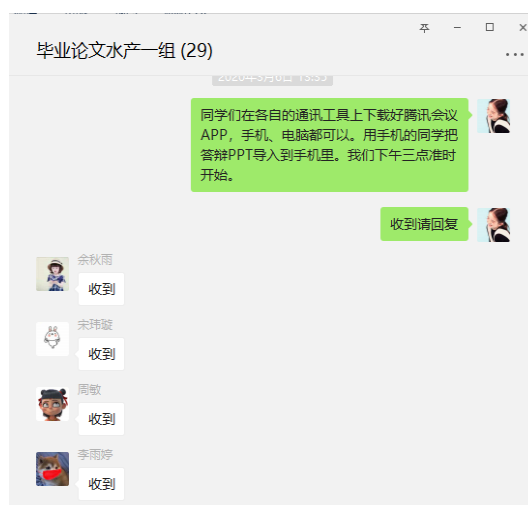 毕业论文水产一组 (29)
同学们在各自的通讯工具上下载好腾讯会议
APP，手机、电脑都可以。用手机的同学把
答辩PPT导入到手机里。我们下午三点准时
开始。
收到请回复
余秋雨
收到
宋玮璇
收到
周敏
收到
李雨婷
收到